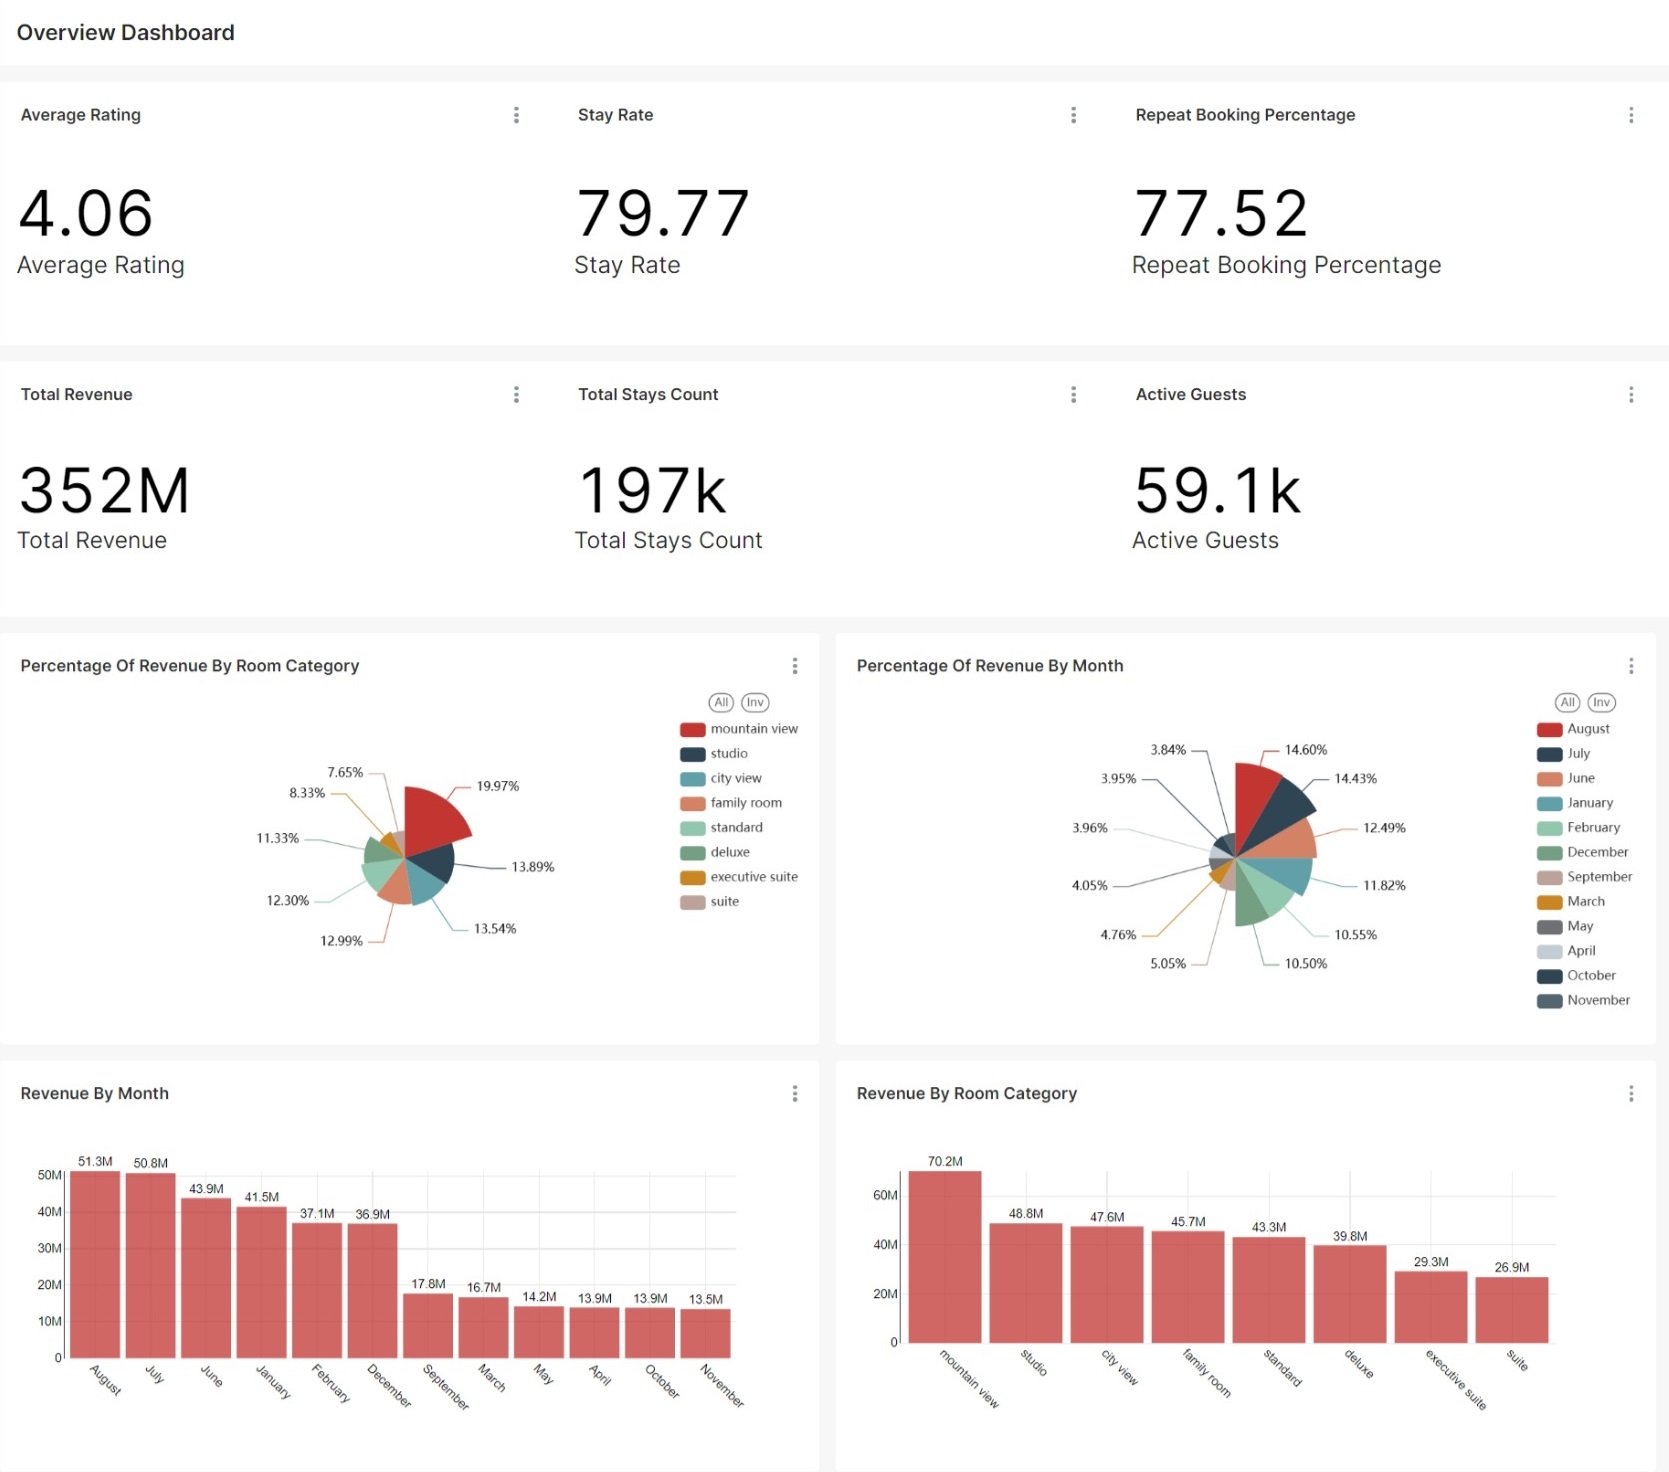 Overview Dashboard
Average Rating
Stay Rate
Repeat Booking Percentage
4.06
Average Rating
79.77
Stay Rate
77.52
Repeat Booking Percentage
Total Revenue
Total Stays Count
Active Guests
352M
Total Revenue
197k
Total Stays Count
59.1k
Active Guests
Percentage Of Revenue By Room Category
All Inv
mountain view
studio
city view
family room
standard
deluxe
executive suite
suite
7.65%
8.33%
11.33%
12.30%
12.99%
19.97%
13.89%
13.54%
Percentage Of Revenue By Month
All Inv
August
July
June
January
February
December
September
March
May
April
October
November
3.84%
3.95%
3.96%
4.05%
4.76%
5.05%
14.60%
14.43%
12.49%
11.82%
10.55%
10.50%
Revenue By Month
50M
40M
30M
20M
10M
0
51.3M
50.8M
43.9M
41.5M
37.1M
36.9M
17.8M
16.7M
14.2M
13.9M
13.9M
13.5M
August
July
June
January
February
December
September
March
May
April
October
November
Revenue By Room Category
60M
40M
20M
0
70.2M
48.8M
47.6M
45.7M
43.3M
39.8M
29.3M
26.9M
mountain view
studio
city view
family room
standard
deluxe
executive suite
suite